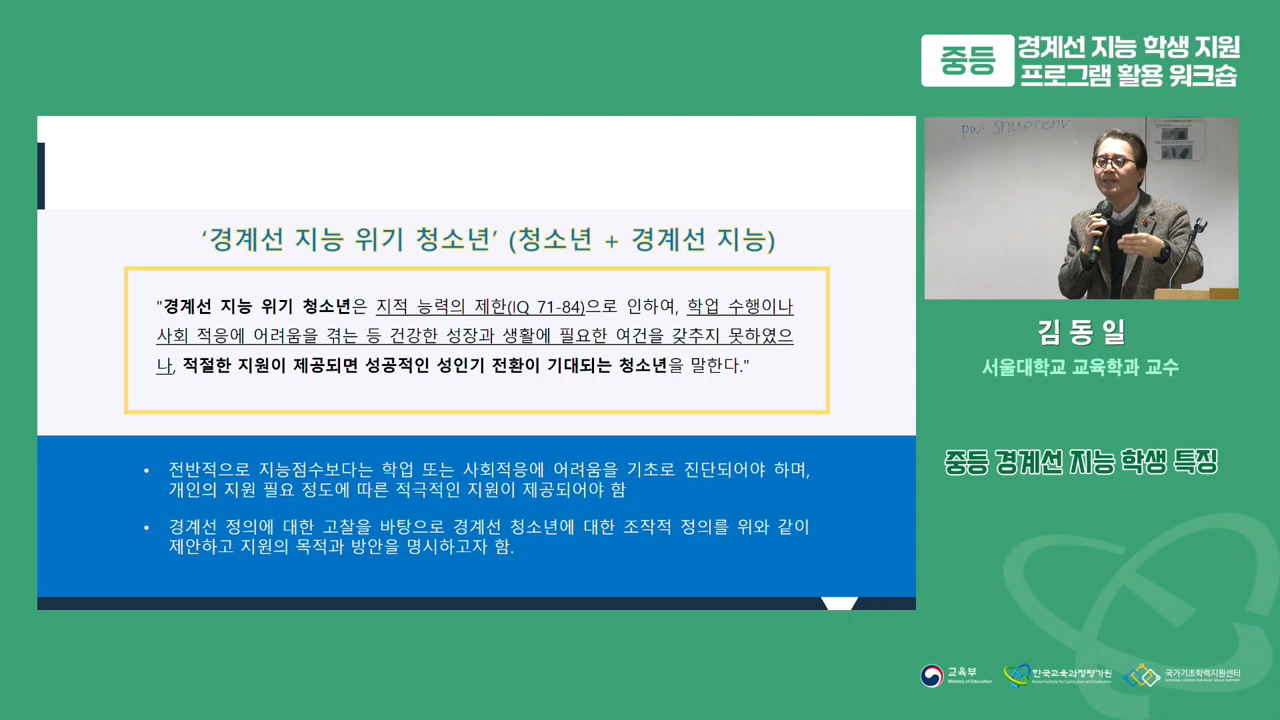 중등
경계선 지능 학생 지원
프로그램 활용 워크숍
pw: snueconv
'경계선 지능 위기 청소년' (청소년 + 경계선 지능)
"경계선 지능 위기 청소년은 지적 능력의 제한(IQ 71-84)으로 인하여, 학업 수행이나
사회 적응에 어려움을 겪는 등 건강한 성장과 생활에 필요한 여건을 갖추지 못하였으
나, 적절한 지원이 제공되면 성공적인 성인기 전환이 기대되는 청소년을 말한다."
• 전반적으로 지능점수보다는 학업 또는 사회적응에 어려움을 기초로 진단되어야 하며,
개인의 지원 필요 정도에 따른 적극적인 지원이 제공되어야 함
• 경계선 정의에 대한 고찰을 바탕으로 경계선 청소년에 대한 조작적 정의를 위와 같이
제안하고 지원의 목적과 방안을 명시하고자 함.
김동일
서울대학교 교육학과 교수
중등 경계선 지능 학생 특징
교육부
Ministry of Education
한국교육과정평가원
Korea Institute for Curriculum and Evaluation
국가기초학력지원센터
NATIONAL CENTER FOR BASIC SKILLS SUPPORT